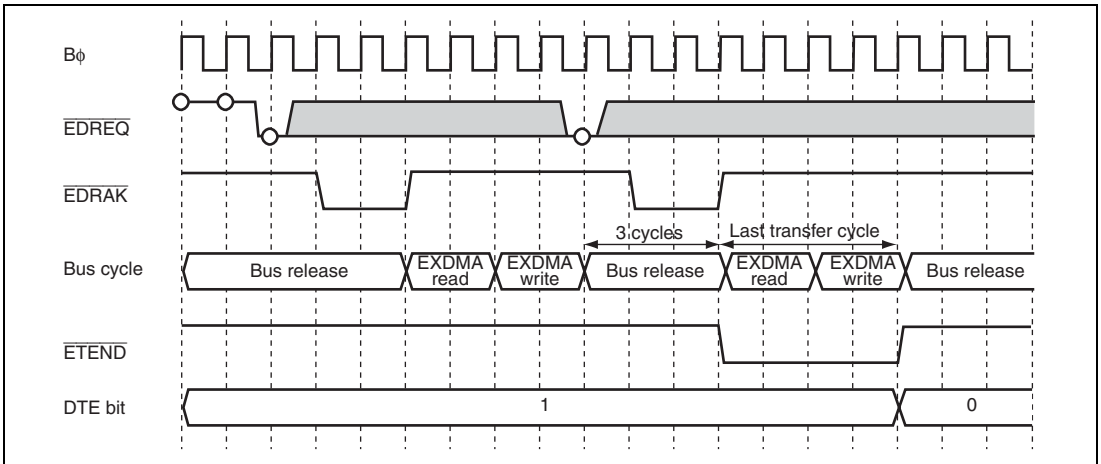 Bφ
EDREQ
EDRAK
3 cycles
Last transfer cycle
Bus cycle
Bus release
EXDMA
read
EXDMA
write
Bus release
EXDMA
read
EXDMA
write
Bus release
ETEND
DTE bit
1
0